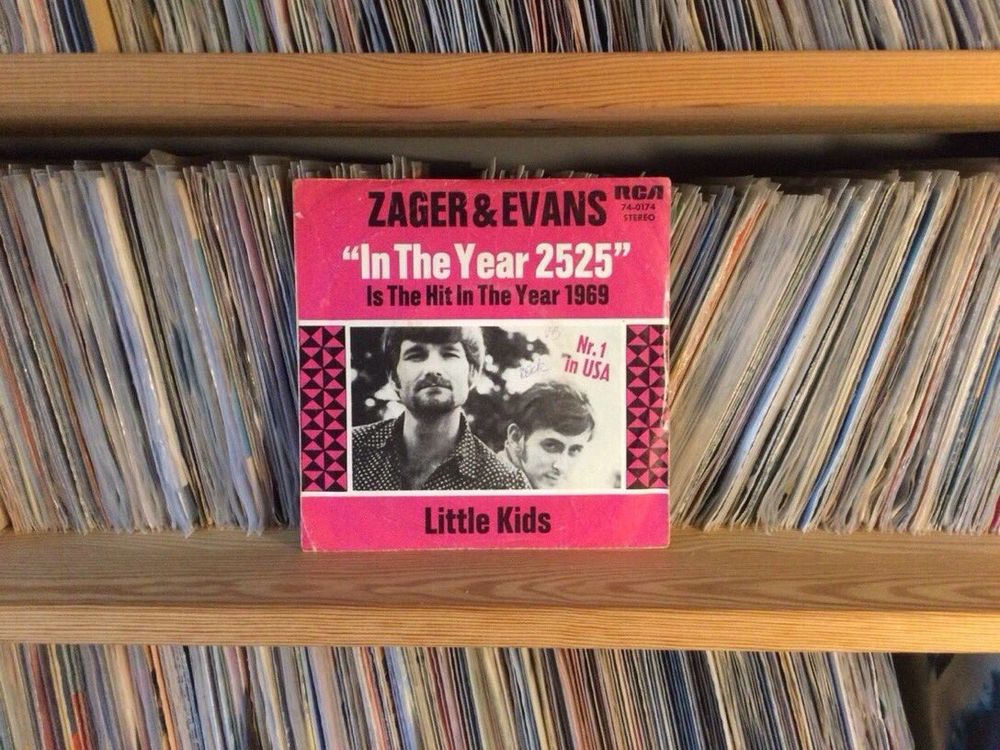 ZAGER & EVANS
RCA
74-0174
STEREO
“In The Year 2525”
Is The Hit In The Year 1969
Nr. 1
in USA
Rock
Little Kids